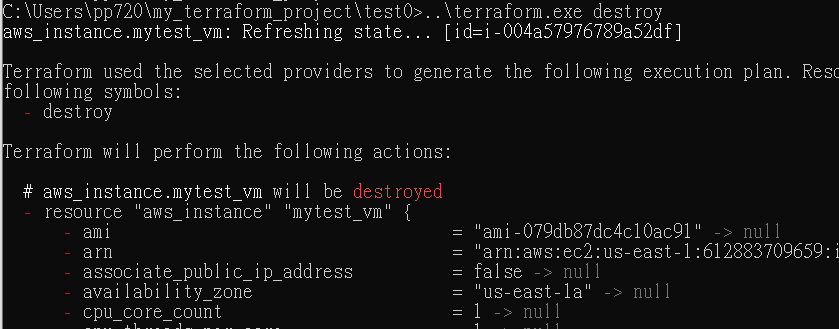 C:\Users\pp720\my_terraform_project\test0>..\terraform.exe destroy
aws_instance.mytest_vm: Refreshing state... [id=i-004a57976789a52df]
Terraform used the selected providers to generate the following execution plan.
following symbols:
- destroy
Terraform will perform the following actions:
# aws_instance.mytest_vm will be destroyed
- resource "aws_instance" "mytest_vm" {
- ami = "ami-079db87dc4c10ac91" -> null
- arn = "arn:aws:ec2:us-east-1:612883709659:i
- associate_public_ip_address = false -> null
- availability_zone = "us-east-1a" -> null
- cpu_core_count = 1 -> null